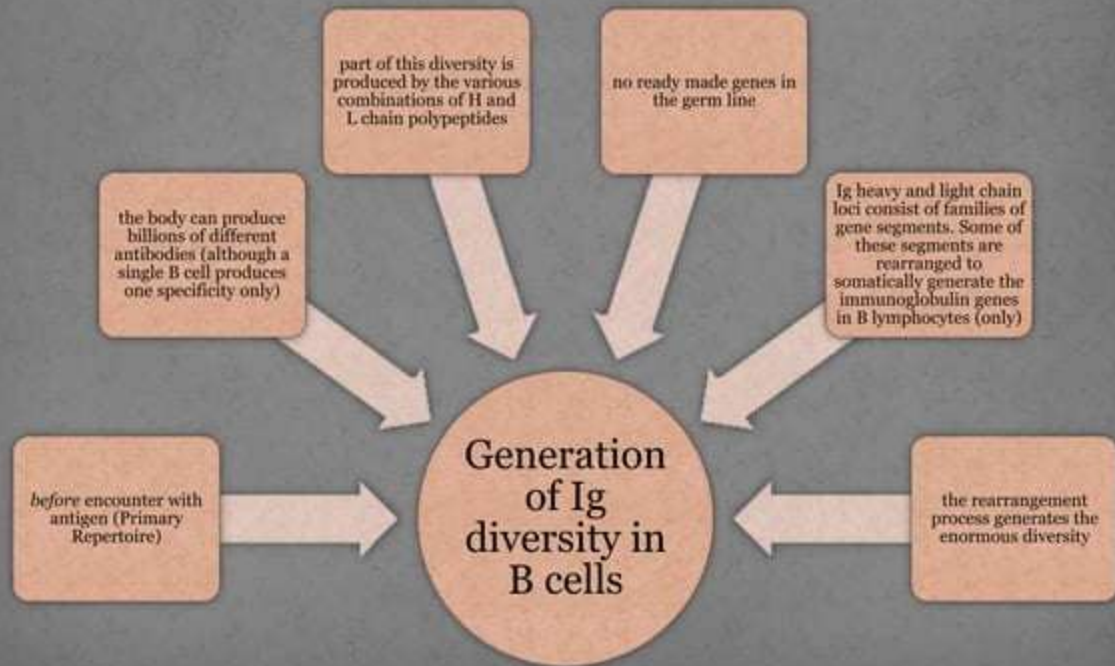 before encounter with
antigen (Primary
Repertoire)
the body can produce
billions of different
antibodies (although a
single B cell produces
one specificity only)
part of this diversity is
produced by the various
combinations of H and
L chain polypeptides
no ready made genes in
the germ line
Ig heavy and light chain
loci consist of families of
gene segments. Some of
these segments are
rearranged to
somatically generate the
immunoglobulin genes
in B lymphocytes (only)
the rearrangement
process generates the
enormous diversity
Generation
of Ig
diversity in
B cells